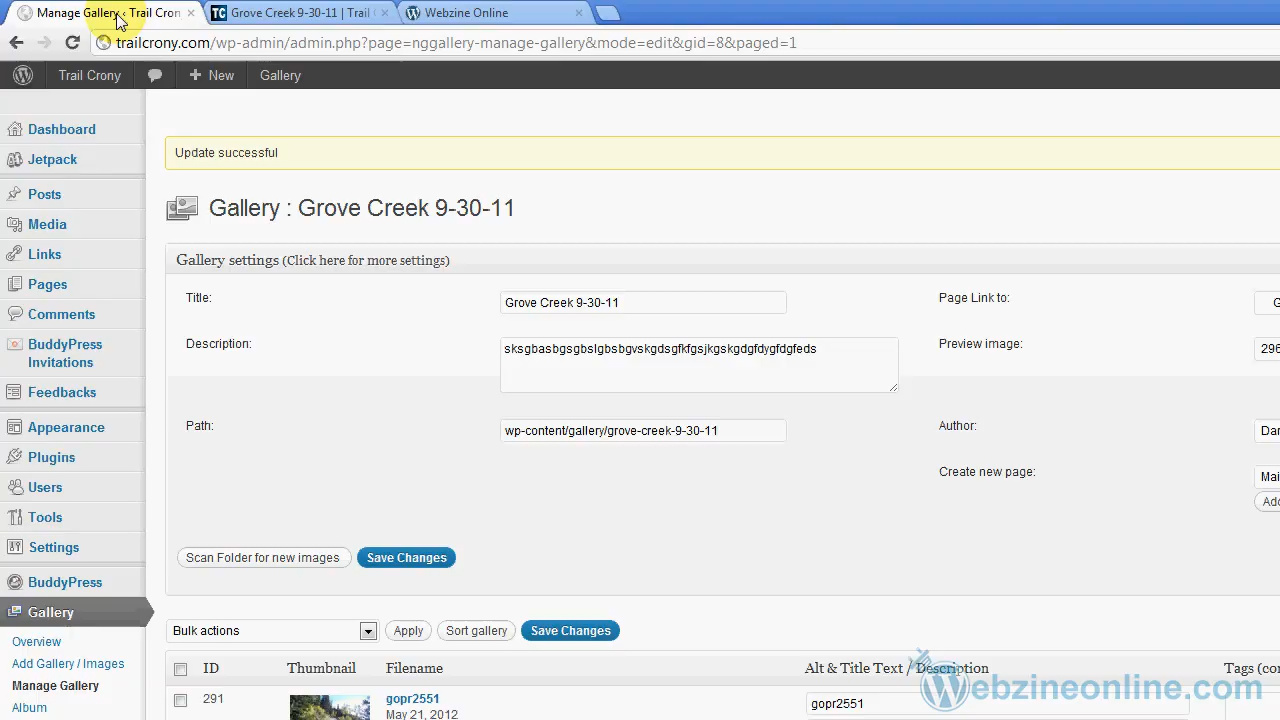 Manage Gallery ‹ Trail Cron
Grove Creek 9-30-11 | Trail
Webzine Online
trailcrony.com/wp-admin/admin.php?page=nggallery-manage-gallery&mode=edit&gid=8&paged=1
Trail Crony
+ New
Gallery
Dashboard
Jetpack
Posts
Media
Links
Pages
Comments
BuddyPress
Invitations
Feedbacks
Appearance
Plugins
Users
Tools
Settings
BuddyPress
Gallery
Overview
Add Gallery / Images
Manage Gallery
Album
Update successful
Gallery : Grove Creek 9-30-11
Gallery settings (Click here for more settings)
Title:
Grove Creek 9-30-11
Page Link to:
Description:
sksgbasbgsgbslgbsbgvskgdsgfkfgsjkgskgdgfdygfdgfeds
Preview image:
296
Path:
wp-content/gallery/grove-creek-9-30-11
Author:
Dan
Create new page:
Mai
Add
Scan Folder for new images
Save Changes
Bulk actions
Apply
Sort gallery
Save Changes
ID
Thumbnail
Filename
Alt & Title Text / Description
Tags (co
291
gopr2551
May 21, 2012
gopr2551
Webzineonline.com